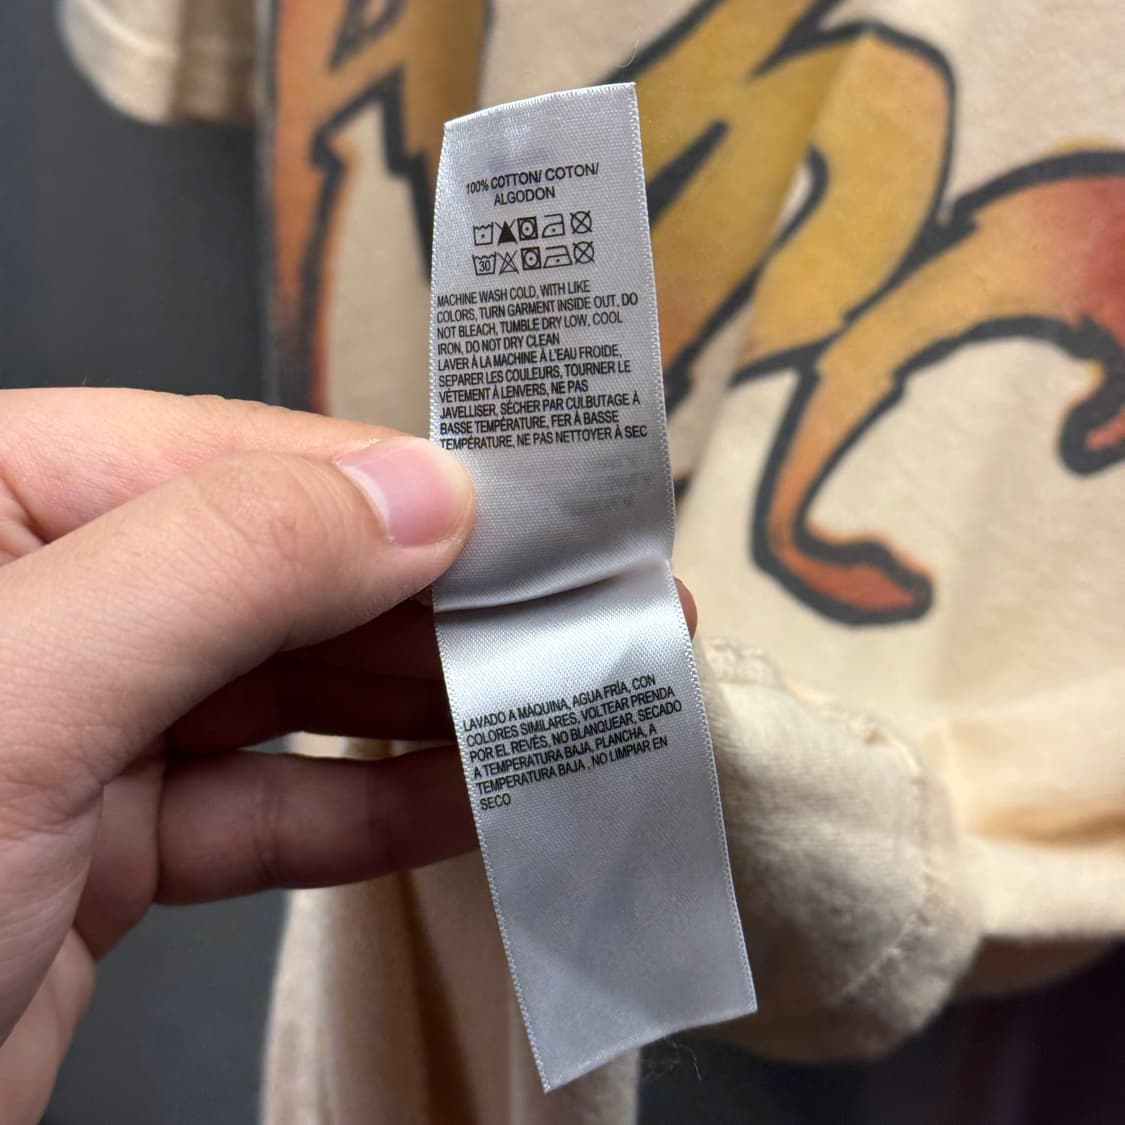 100% COTTON/ COTON/
ALGODON
30
MACHINE WASH COLD, WITH LIKE
COLORS, TURN GARMENT INSIDE OUT, DO
NOT BLEACH, TUMBLE DRY LOW, COOL
IRON, DO NOT DRY CLEAN
LAVER À LA MACHINE À L'EAU FROIDE,
SEPARER LES COULEURS, TOURNER LE
VÊTEMENT À LENVERS, NE PAS
JAVELLISER, SÉCHER PAR CULBUTAGE À
BASSE TEMPÉRATURE, FER À BASSE
TEMPÉRATURE, NE PAS NETTOYER À SEC
LAVADO A MÁQUINA, AGUA FRÍA, CON
COLORES SIMILARES, VOLTEAR PRENDA
POR EL REVÉS, NO BLANQUEAR, SECADO
A TEMPERATURA BAJA, PLANCHA, A
TEMPERATURA BAJA , NO LIMPIAR EN
SECO